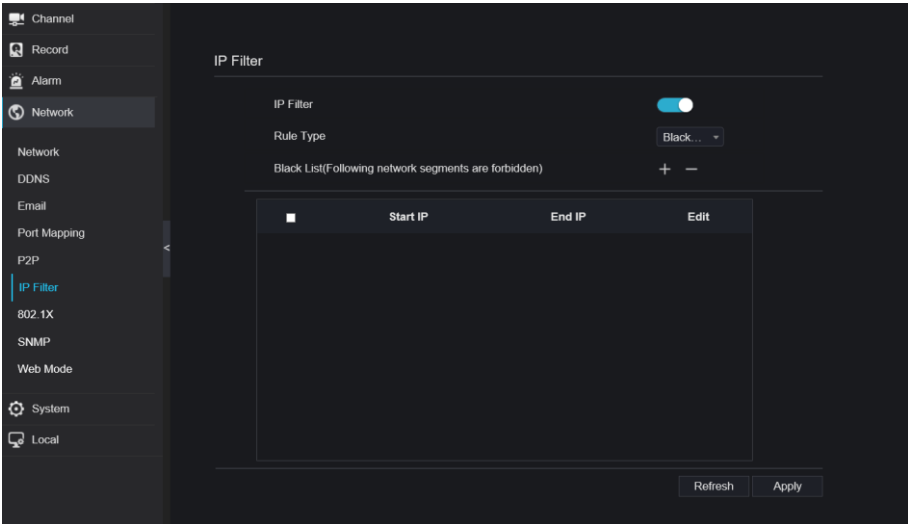 Channel
Record
Alarm
Network
Network
DDNS
Email
Port Mapping
P2P
IP Filter
802.1X
SNMP
Web Mode
System
Local
<
IP Filter
IP Filter
Rule Type
Black...
Black List(Following network segments are forbidden)
+ −
Start IP End IP Edit
Refresh Apply